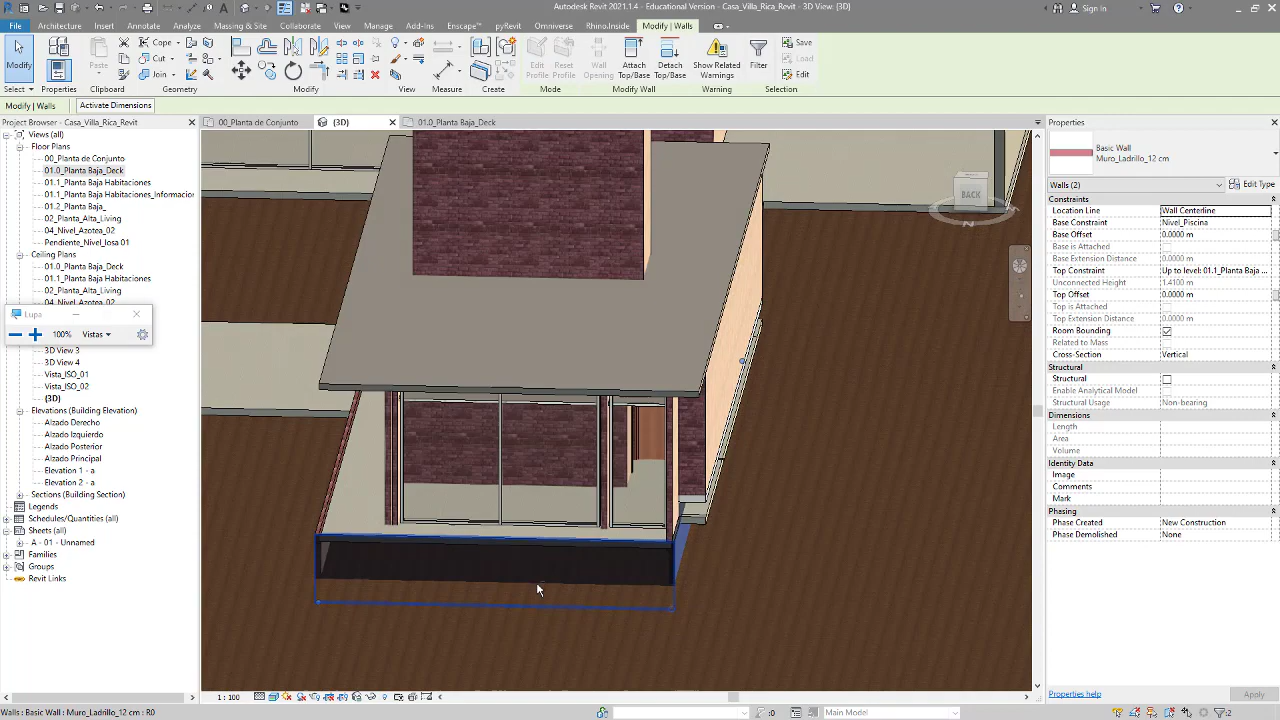 Autodesk Revit 2021.1.4 - Educational Version - Casa_Villa_Rica_Revit - 3D View: {3D}
Sign In
File Architecture Insert Annotate Analyze Massing & Site Collaborate View Manage Add-Ins Enscape™ pyRevit Omniverse Rhino.Inside Modify | Walls
Modify Paste Cope Cut Join Edit Profile Reset Profile Wall Opening Attach Top/Base Detach Top/Base Show Related Warnings Filter Save Load Edit
Select Properties Clipboard Geometry Modify View Measure Create Mode Modify Wall Warning Selection
Modify | Walls Activate Dimensions
Project Browser - Casa_Villa_Rica_Revit
00_Planta de Conjunto {3D} 01.0_Planta Baja_Deck
Views (all)
Floor Plans
00_Planta de Conjunto
01.0_Planta Baja_Deck
01.1_Planta Baja Habitaciones
01.1_Planta Baja Habitaciones_Informacion
01.2_Planta Baja_
02_Planta_Alta_Living
04_Nivel_Azotea_02
Pendiente_Nivel_losa 01
Ceiling Plans
01.0_Planta Baja_Deck
01.1_Planta Baja Habitaciones
02_Planta_Alta_Living
04_Nivel_Azotea_02
Lupa
100% Vistas
3D View 3
3D View 4
Vista_ISO_01
Vista_ISO_02
{3D}
Elevations (Building Elevation)
Alzado Derecho
Alzado Izquierdo
Alzado Posterior
Alzado Principal
Elevation 1 - a
Elevation 2 - a
Sections (Building Section)
Legends
Schedules/Quantities (all)
Sheets (all)
A - 01 - Unnamed
Families
Groups
Revit Links
BACK
N
Properties
Basic Wall
Muro_Ladrillo_12 cm
Walls (2) Edit Type
Constraints
Location Line Wall Centerline
Base Constraint Nivel_Piscina
Base Offset 0.0000 m
Base is Attached
Base Extension Distance 0.0000 m
Top Constraint Up to level: 01.1_Planta Baja ...
Unconnected Height 1.4100 m
Top Offset 0.0000 m
Top is Attached
Top Extension Distance 0.0000 m
Room Bounding
Related to Mass
Cross-Section Vertical
Structural
Structural
Enable Analytical Model
Structural Usage Non-bearing
Dimensions
Length
Area
Volume
Identity Data
Image
Comments
Mark
Phasing
Phase Created New Construction
Phase Demolished None
Properties help Apply
1 : 100
Walls : Basic Wall : Muro_Ladrillo_12 cm : R0 :0 Main Model :2